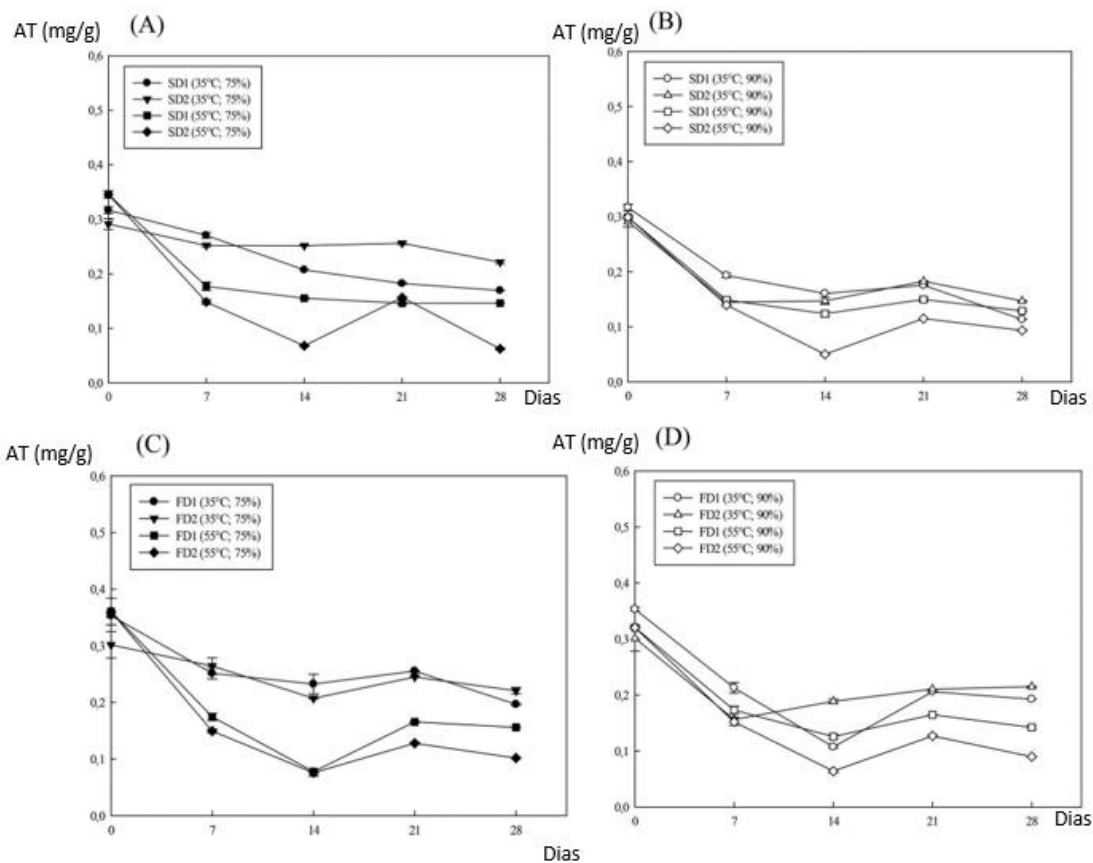 AT (mg/g)
(A)
0,6
0,5
0,4
0,3
0,2
0,1
0,0
SD1 (35°C; 75%)
SD2 (35°C; 75%)
SD1 (55°C; 75%)
SD2 (55°C; 75%)
0
7
14
21
28
Dias
AT (mg/g)
(B)
0,6
0,5
0,4
0,3
0,2
0,1
0,0
SD1 (35°C; 90%)
SD2 (35°C; 90%)
SD1 (55°C; 90%)
SD2 (55°C; 90%)
0
7
14
21
28
Dias
AT (mg/g)
(C)
0,6
0,5
0,4
0,3
0,2
0,1
0,0
FD1 (35°C; 75%)
FD2 (35°C; 75%)
FD1 (55°C; 75%)
FD2 (55°C; 75%)
0
7
14
21
28
Dias
AT (mg/g)
(D)
0,6
0,5
0,4
0,3
0,2
0,1
0,0
FD1 (35°C; 90%)
FD2 (35°C; 90%)
FD1 (55°C; 90%)
FD2 (55°C; 90%)
0
7
14
21
28